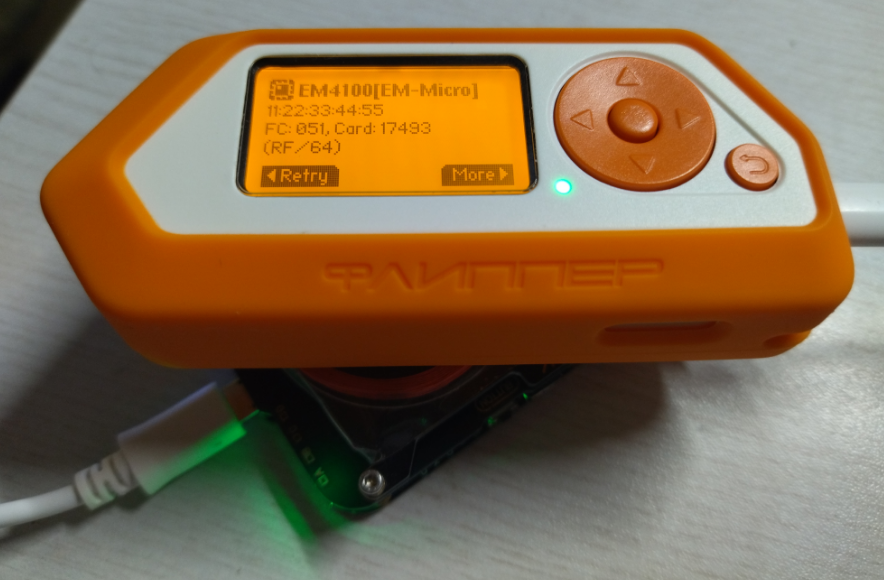 EM4100[EM-Micro]
11:22:33:44:55
FC: 051, Card: 17493
(RF/64)
Retry
More
ФЛИППЕР